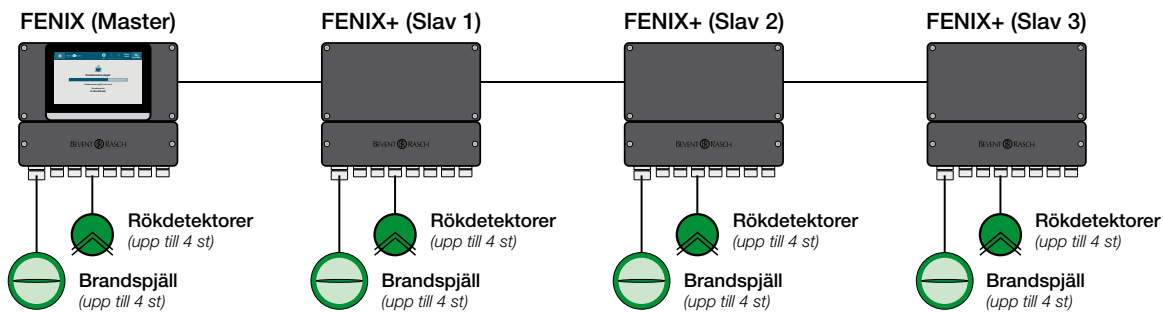 FENIX (Master)
FENIX+ (Slav 1)
FENIX+ (Slav 2)
FENIX+ (Slav 3)
BEVENT RASCH
BEVENT RASCH
BEVENT RASCH
BEVENT RASCH
Rökdetektorer
(upp till 4 st)
Brandspjäll
(upp till 4 st)
Rökdetektorer
(upp till 4 st)
Brandspjäll
(upp till 4 st)
Rökdetektorer
(upp till 4 st)
Brandspjäll
(upp till 4 st)
Rökdetektorer
(upp till 4 st)
Brandspjäll
(upp till 4 st)